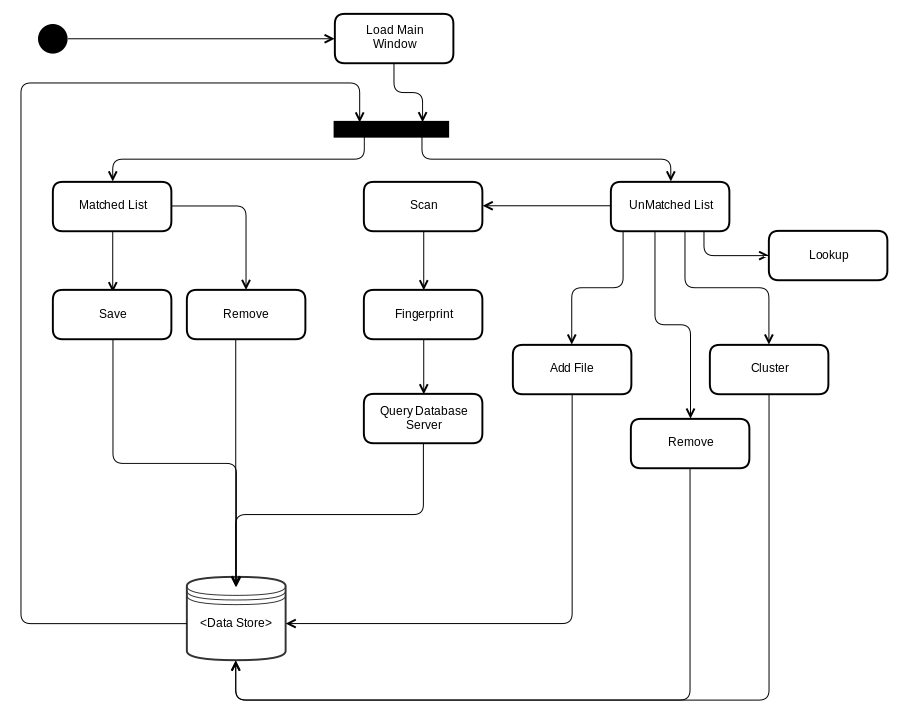 Load Main
Window
Matched List
Scan
UnMatched List
Lookup
Save
Remove
Fingerprint
Add File
Cluster
Query Database
Server
Remove
<Data Store>